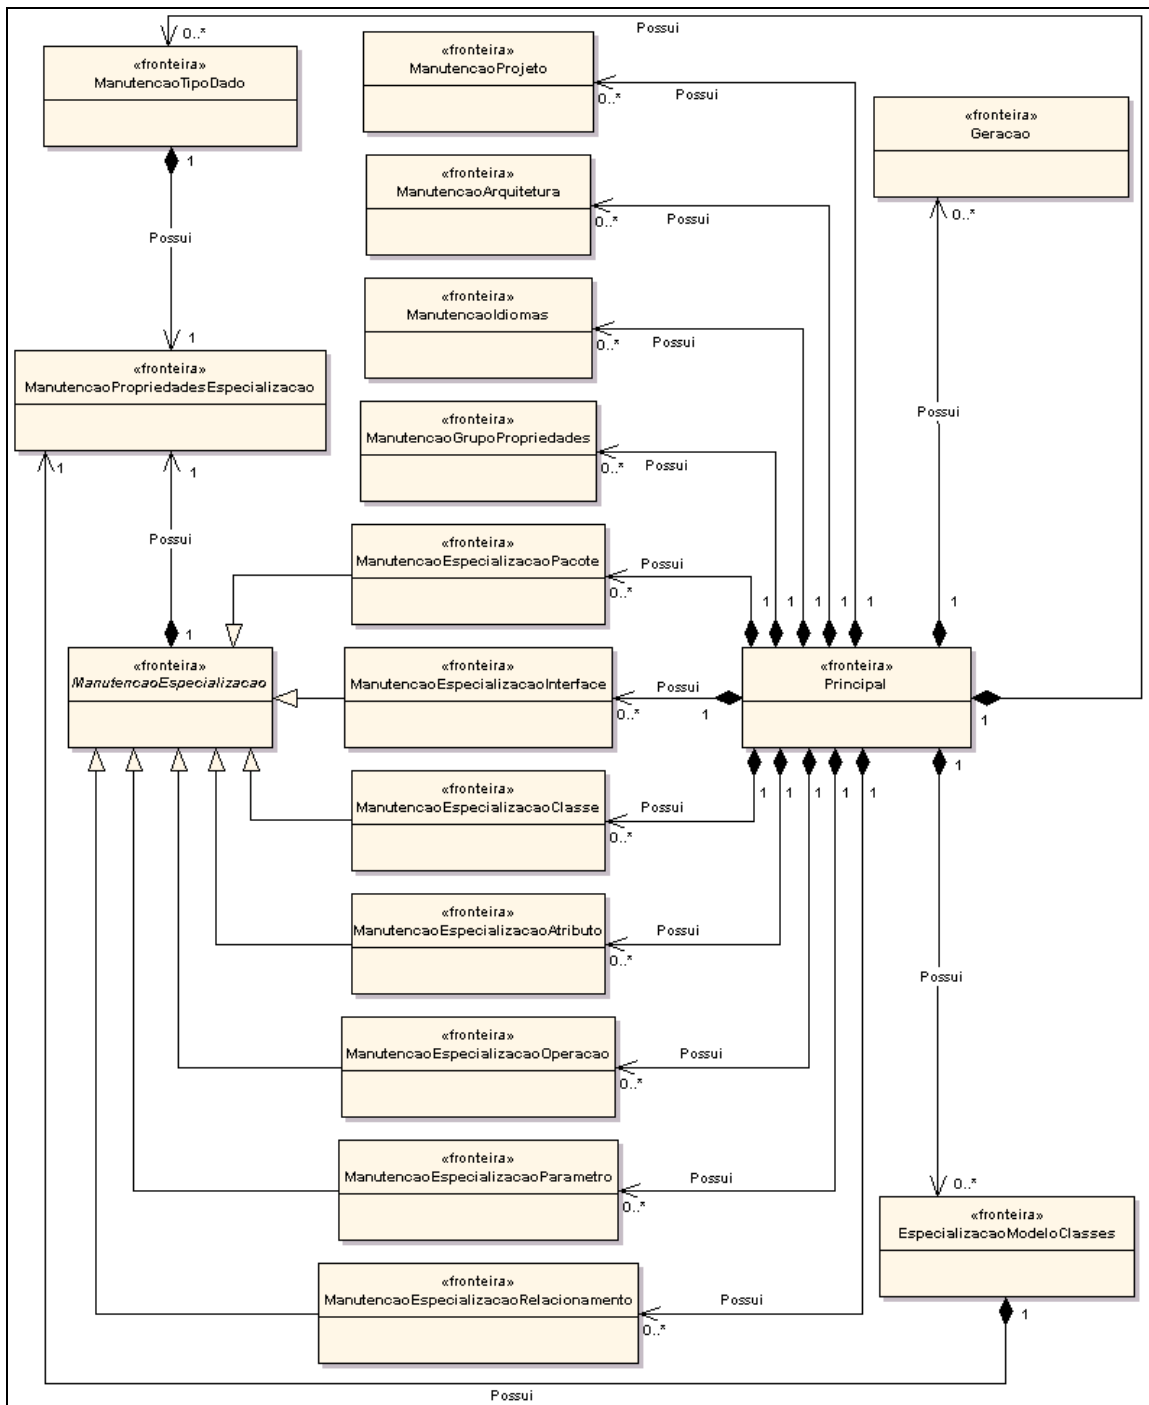 Possui
0..*
«fronteira»
ManutencaoTipoDado
1
Possui
1
«fronteira»
ManutencaoPropriedadesEspecializacao
1
1
Possui
1
«fronteira»
ManutencaoEspecializacao
«fronteira»
ManutencaoProjeto
0..*
Possui
«fronteira»
ManutencaoArquitetura
0..*
Possui
«fronteira»
ManutencaoIdiomas
0..*
Possui
«fronteira»
ManutencaoGrupoPropriedades
0..*
Possui
«fronteira»
ManutencaoEspecializacaoPacote
0..*
Possui
«fronteira»
ManutencaoEspecializacaoInterface
0..*
Possui
1
«fronteira»
ManutencaoEspecializacaoClasse
0..*
Possui
«fronteira»
ManutencaoEspecializacaoAtributo
0..*
Possui
«fronteira»
ManutencaoEspecializacaoOperacao
0..*
Possui
«fronteira»
ManutencaoEspecializacaoParametro
0..*
Possui
«fronteira»
ManutencaoEspecializacaoRelacionamento
0..*
Possui
«fronteira»
Geracao
0..*
Possui
1 1 1 1 1 1
«fronteira»
Principal
1
1 1 1 1 1 1
Possui
0..*
«fronteira»
EspecializacaoModeloClasses
1
Possui